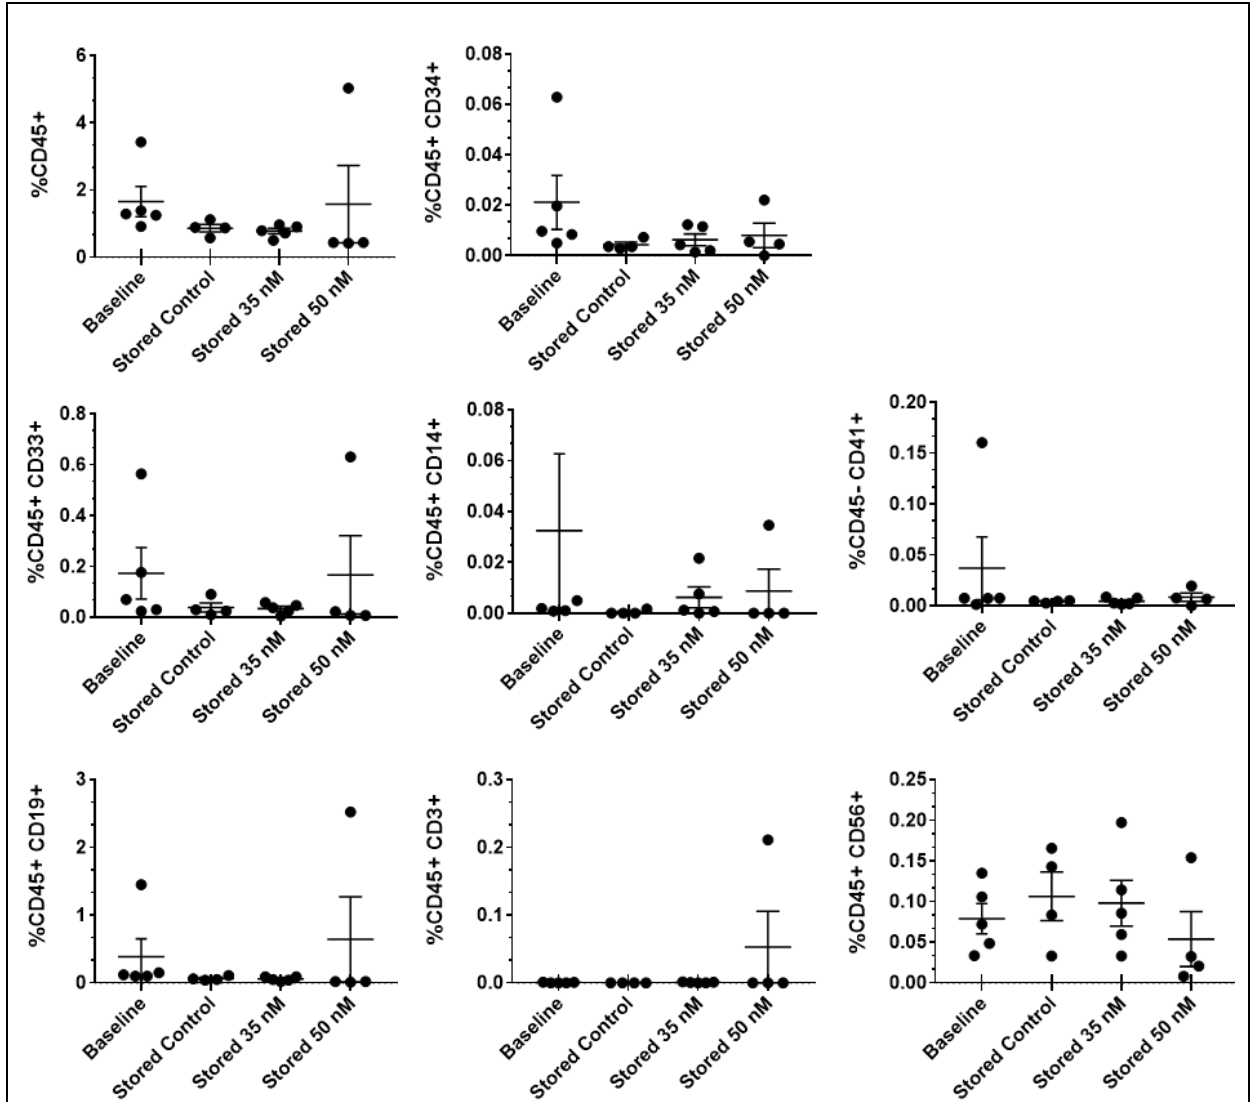 %CD45+
6
4
2
0
Baseline
Stored Control
Stored 35 nM
Stored 50 nM
%CD45+ CD34+
0.08
0.06
0.04
0.02
0.00
Baseline
Stored Control
Stored 35 nM
Stored 50 nM
%CD45+ CD33+
0.8
0.6
0.4
0.2
0.0
Baseline
Stored Control
Stored 35 nM
Stored 50 nM
%CD45+ CD14+
0.08
0.06
0.04
0.02
0.00
Baseline
Stored Control
Stored 35 nM
Stored 50 nM
%CD45- CD41+
0.20
0.15
0.10
0.05
0.00
Baseline
Stored Control
Stored 35 nM
Stored 50 nM
%CD45+ CD19+
3
2
1
0
Baseline
Stored Control
Stored 35 nM
Stored 50 nM
%CD45+ CD3+
0.3
0.2
0.1
0.0
Baseline
Stored Control
Stored 35 nM
Stored 50 nM
%CD45+ CD56+
0.25
0.20
0.15
0.10
0.05
0.00
Baseline
Stored Control
Stored 35 nM
Stored 50 nM